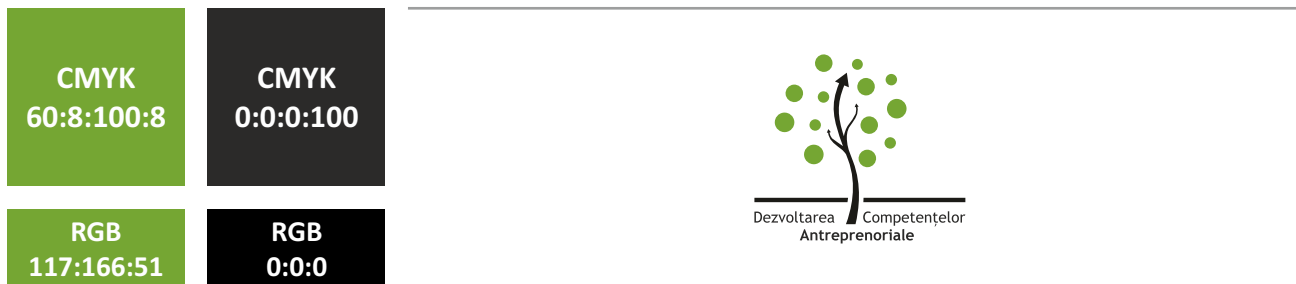 CMYK
60:8:100:8
CMYK
0:0:0:100
RGB
117:166:51
RGB
0:0:0
Dezvoltarea Competențelor
Antreprenoriale